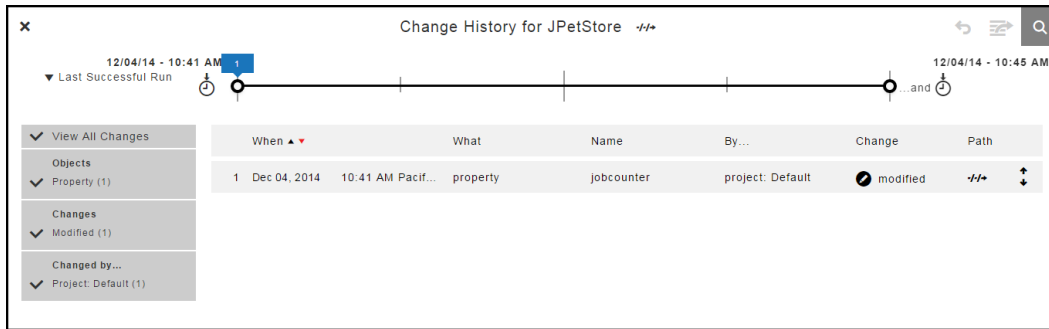 Change History for JPetStore
12/04/14 - 10:41 AM
1
12/04/14 - 10:45 AM
▼ Last Successful Run
...and
View All Changes
Objects
Property (1)
Changes
Modified (1)
Changed by...
Project: Default (1)
When ▲ ▼ What Name By... Change Path
1 Dec 04, 2014 10:41 AM Pacif... property jobcounter project: Default modified